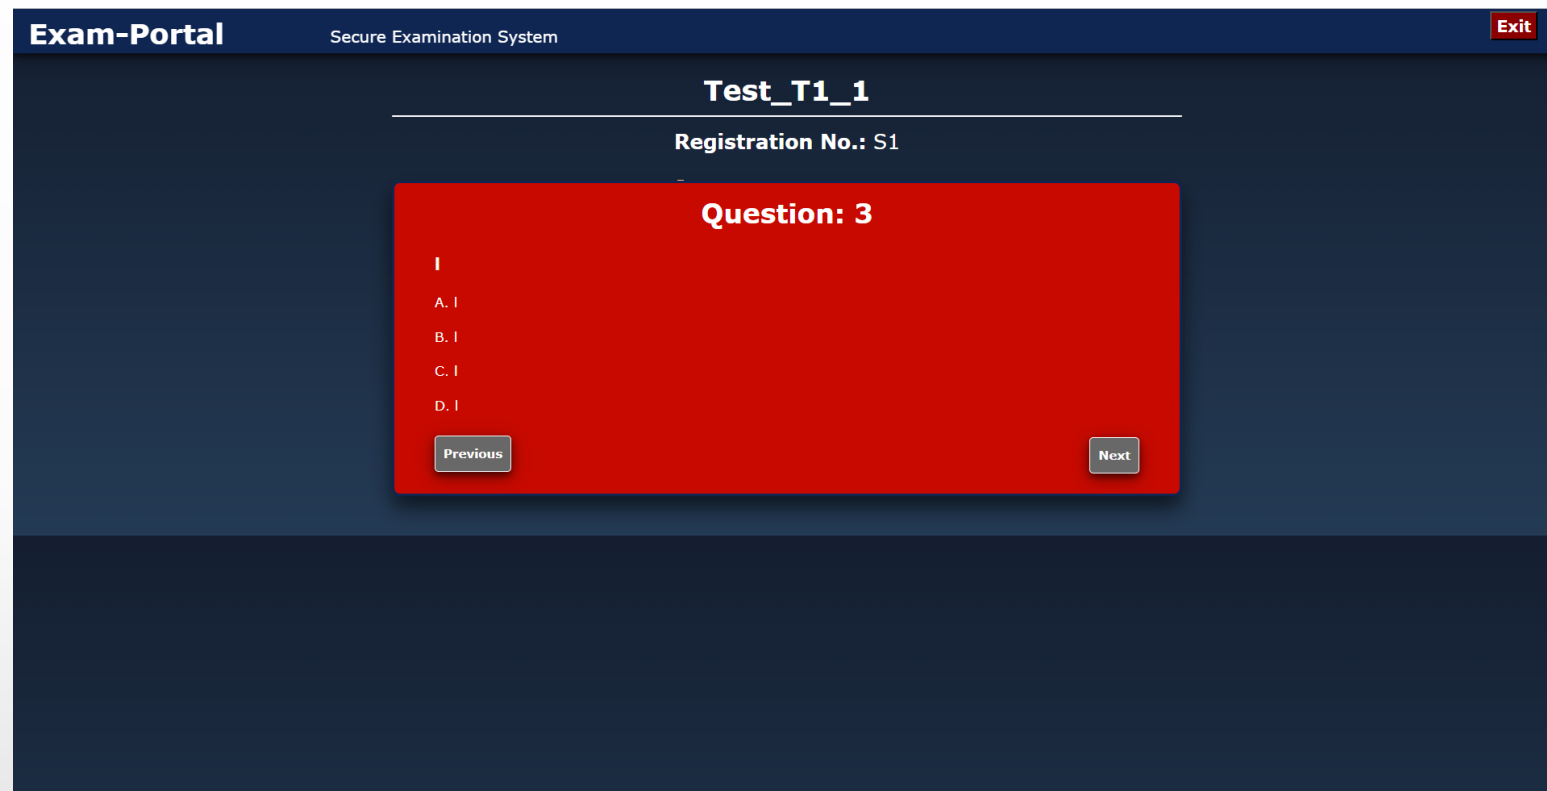 Exam-Portal Secure Examination System Exit
Test_T1_1
Registration No.: S1
Question: 3
l
A. l
B. l
C. l
D. l
Previous Next